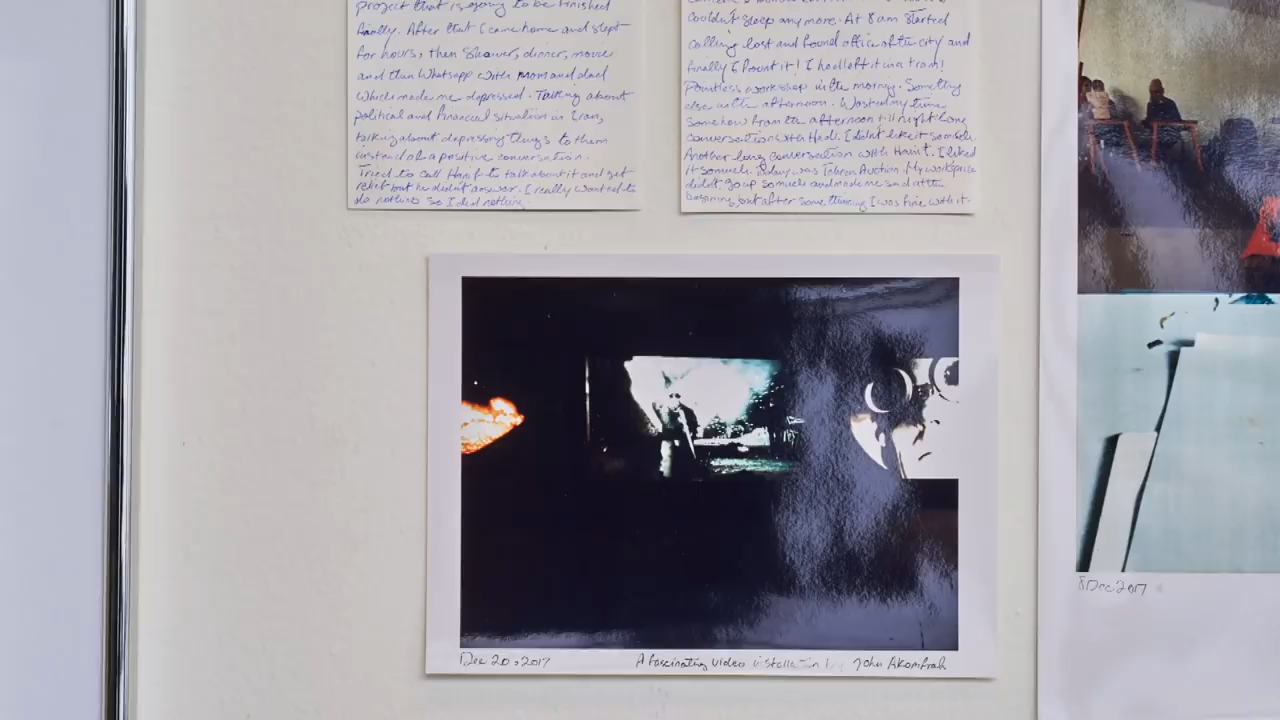 project that is going to be finished
finally. After that I came home and slept
for hours, then shower, dinner, movie
and then Whatsapp with mom and dad
which made me depressed. Talking about
political and financial situation in Iran,
talking about depressing things to them
instead of a positive conversation.
Tried to call Hanif to talk about it and get
relief but he didn't answer. I really wanted to
do nothing so I did nothing.
couldn't sleep any more. At 8 am started
calling lost and found office of the city and
finally I found it! I had left it in a tram!
Pointless workshop in the morning. Something
else in the afternoon. Wasted my time
somehow from the afternoon till night. Long
conversation with Hadi. I didn't like it so much.
Another long conversation with Hanif. I liked
it so much. Today was Tehran Auction. My work price
didn't go up so much and made me sad at the
beginning but after some thinking I was fine with it.
Dec 20, 2017
A fascinating video installation by John Akomfrah
8 Dec 2017